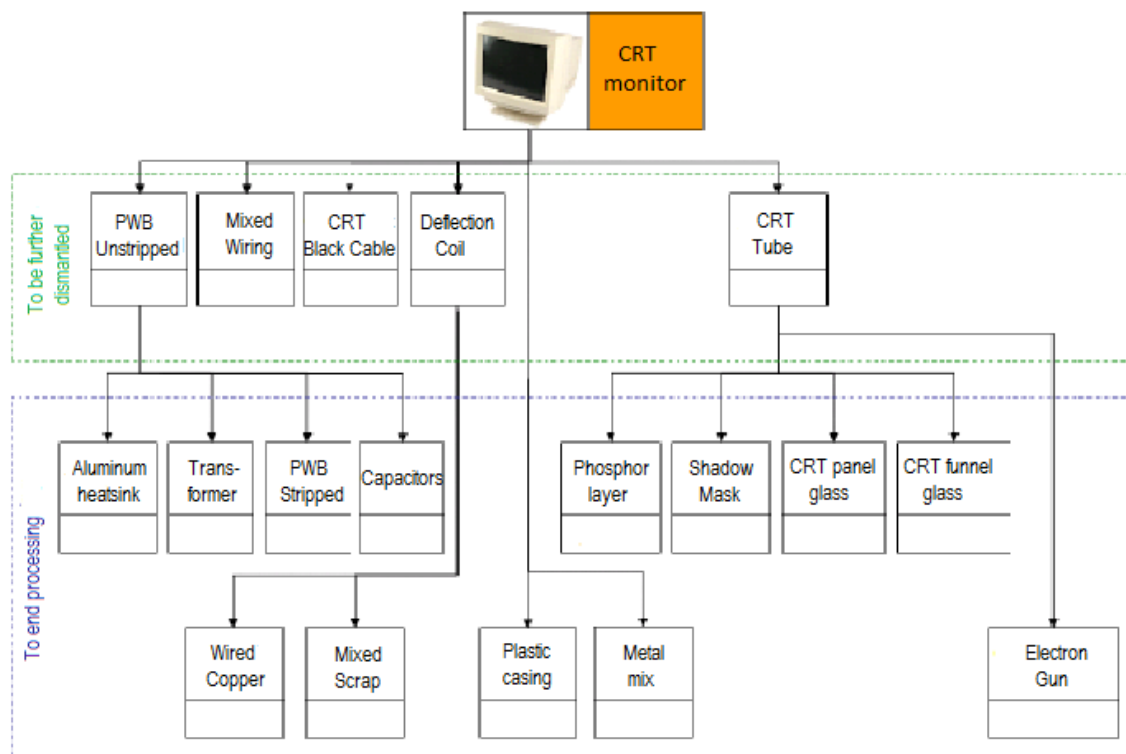 CRT
monitor
To be further
dismantled
PWB
Unstripped
Mixed
Wiring
CRT
Black Cable
Deflection
Coil
CRT
Tube
To end processing
Aluminum
heatsink
Trans-
former
PWB
Stripped
Capacitors
Phosphor
layer
Shadow
Mask
CRT panel
glass
CRT funnel
glass
Wired
Copper
Mixed
Scrap
Plastic
casing
Metal
mix
Electron
Gun